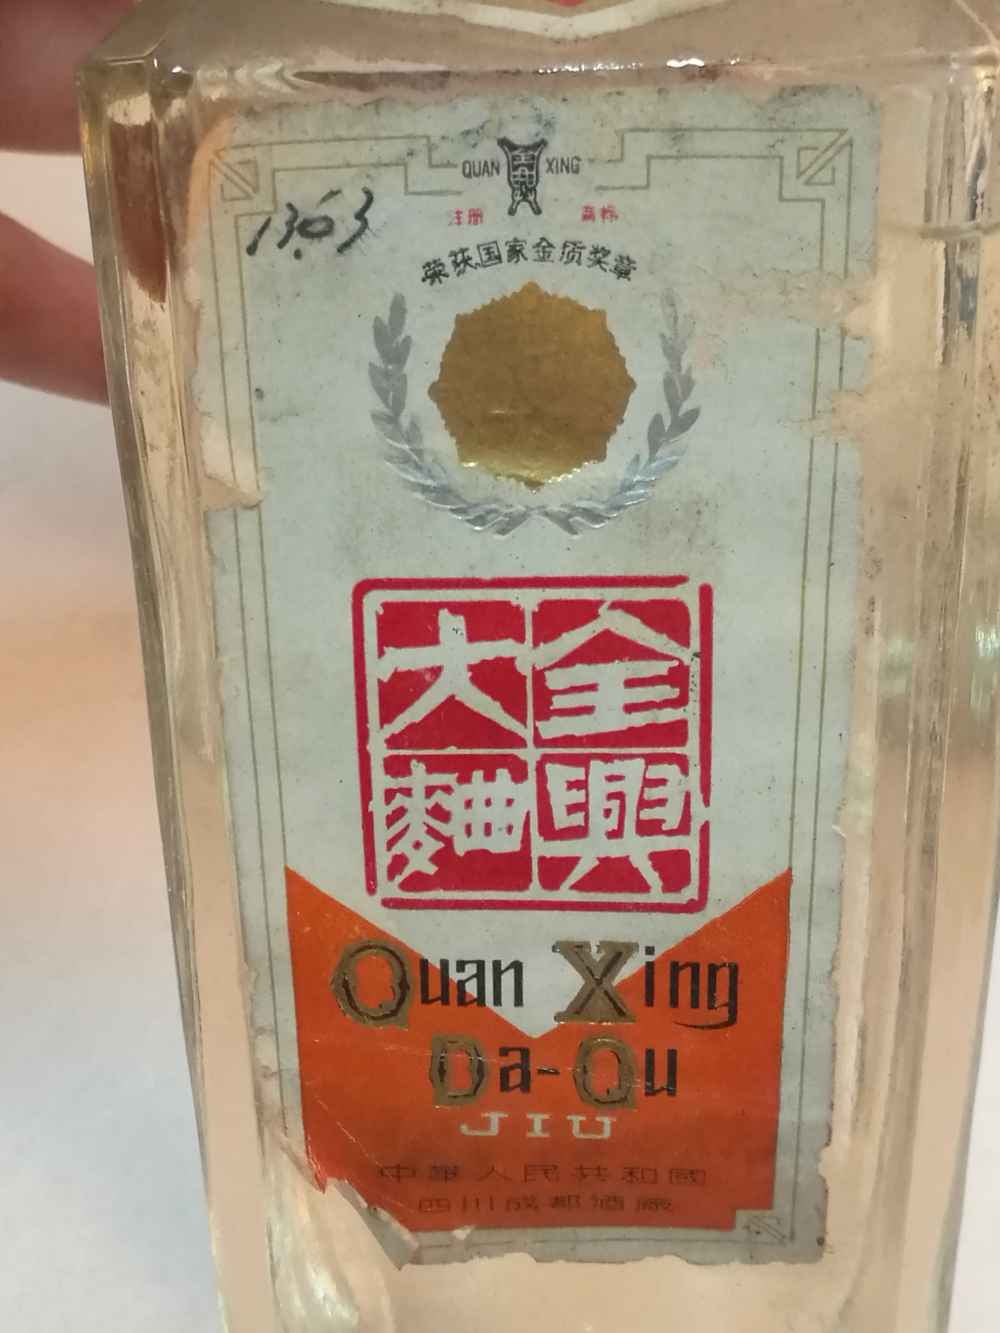 QUAN XING
注册 商标
1363
荣获国家金质奖章
全興
大麯
Quan Xing
Da-Qu
JIU
中華人民共和國
四川成都酒廠